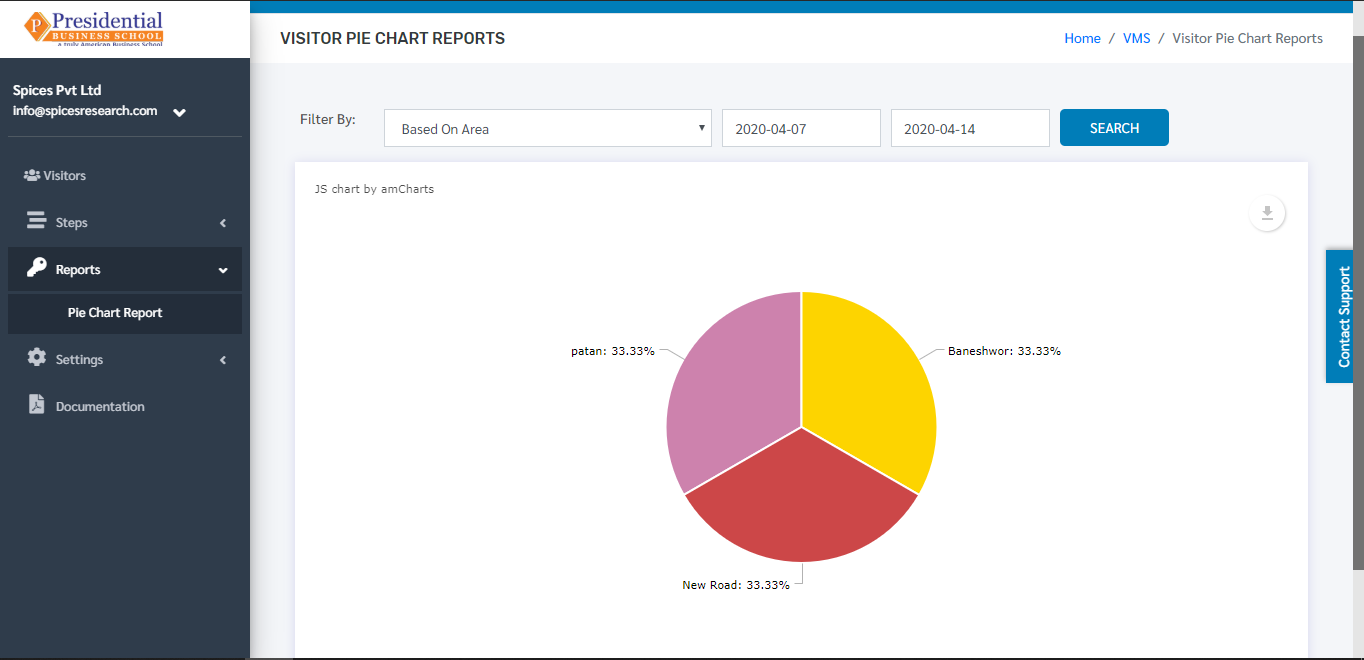 Presidential
BUSINESS SCHOOL
a truly American Business School
Spices Pvt Ltd
info@spicesresearch.com
Visitors
Steps
Reports
Pie Chart Report
Settings
Documentation
VISITOR PIE CHART REPORTS
Home / VMS / Visitor Pie Chart Reports
Filter By:
Based On Area
2020-04-07
2020-04-14
SEARCH
JS chart by amCharts
patan: 33.33%
Baneshwor: 33.33%
New Road: 33.33%
Contact Support